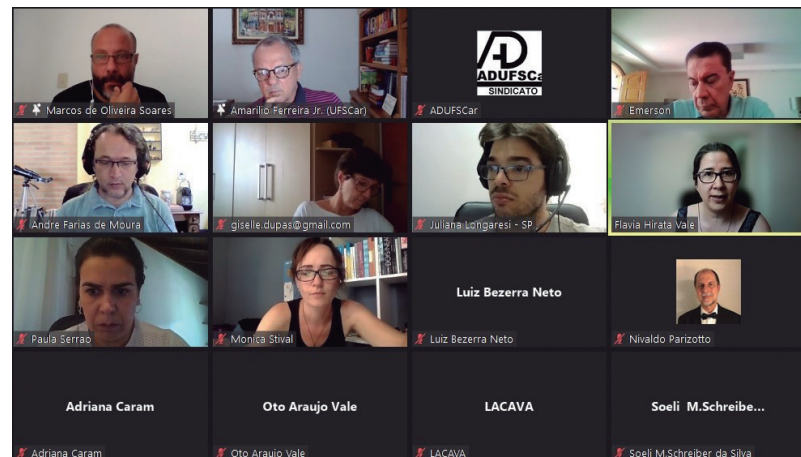 Marcos de Oliveira Soares
Amarilio Ferreira Jr. (UFSCar)
AD
ADUFSCa
SINDICATO
ADUFSCar
Emerson
Andre Farias de Moura
giselle.dupas@gmail.com
Juliana Longaresi - SP
Flavia Hirata Vale
Paula Serrao
Monica Stival
Luiz Bezerra Neto
Luiz Bezerra Neto
Nivaldo Parizotto
Adriana Caram
Adriana Caram
Oto Araujo Vale
Oto Araujo Vale
LACAVA
LACAVA
Soeli M.Schreibe...
Soeli M.Schreiber da Silva